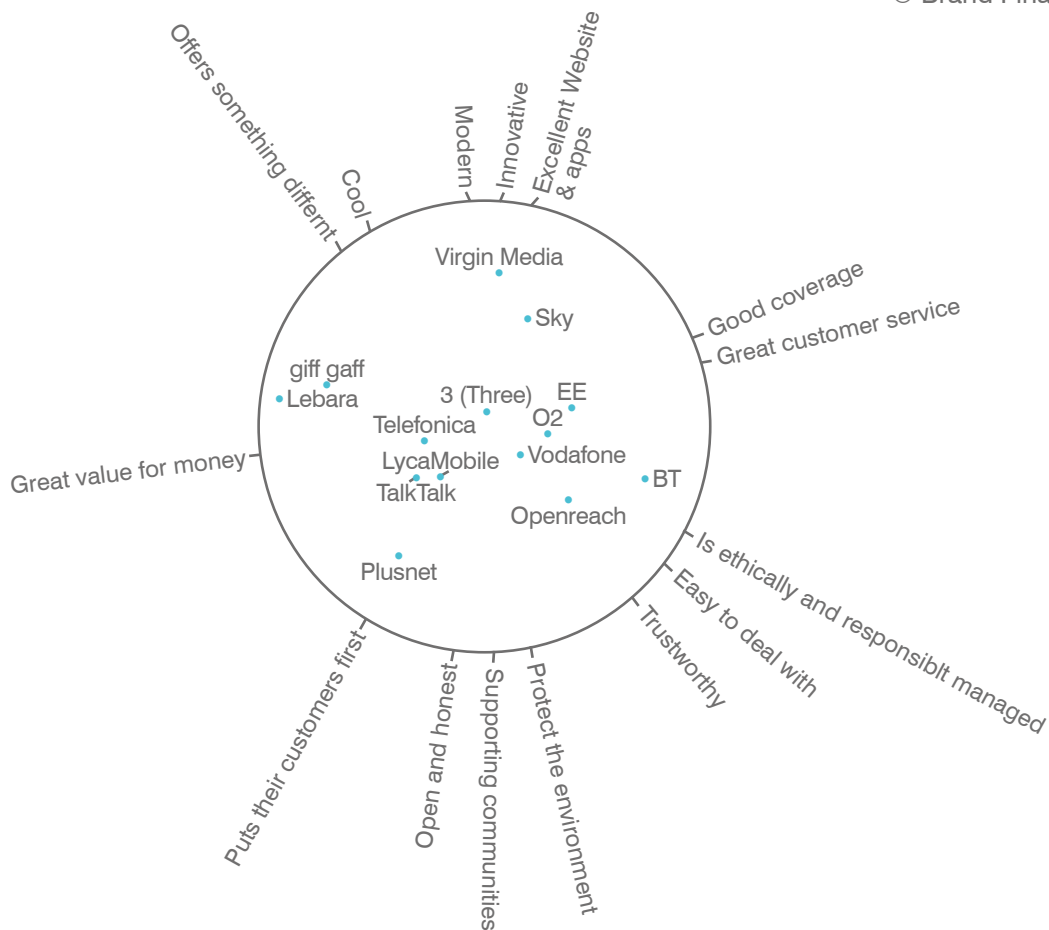 Offers something differnt
Cool
Modern
Innovative
Excellent Website
& apps
Good coverage
Great customer service
Virgin Media
Sky
giff gaff
Lebara
3 (Three)
EE
Telefonica
O2
LycaMobile
Vodafone
TalkTalk
BT
Openreach
Plusnet
Great value for money
Is ethically and responsiblt managed
Easy to deal with
Trustworthy
Protect the environment
Supporting communities
Open and honest
Puts their customers first